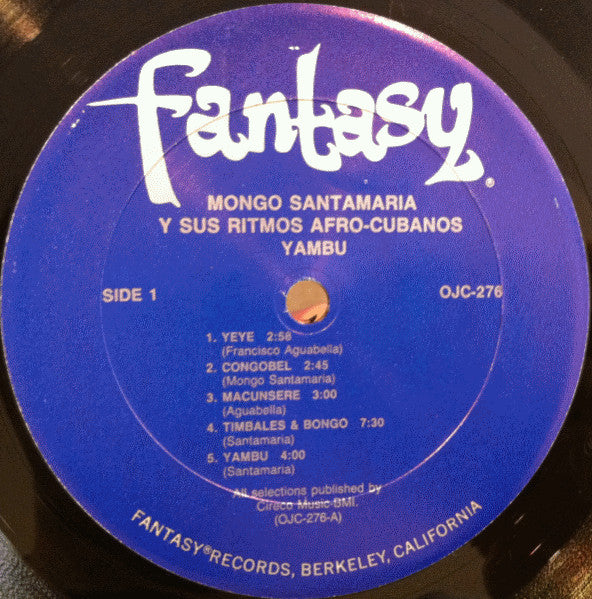 fantasy®
MONGO SANTAMARIA
Y SUS RITMOS AFRO-CUBANOS
YAMBU
SIDE 1
OJC-276
1. YEYE 2:58
(Francisco Aguabella)
2. CONGOBEL 2:45
(Mongo Santamaria)
3. MACUNSERE 3:00
(Aguabella)
4. TIMBALES & BONGO 7:30
(Santamaria)
5. YAMBU 4:00
(Santamaria)
All selections published by
Cireco Music-BMI.
(OJC-276-A)
FANTASY® RECORDS, BERKELEY, CALIFORNIA